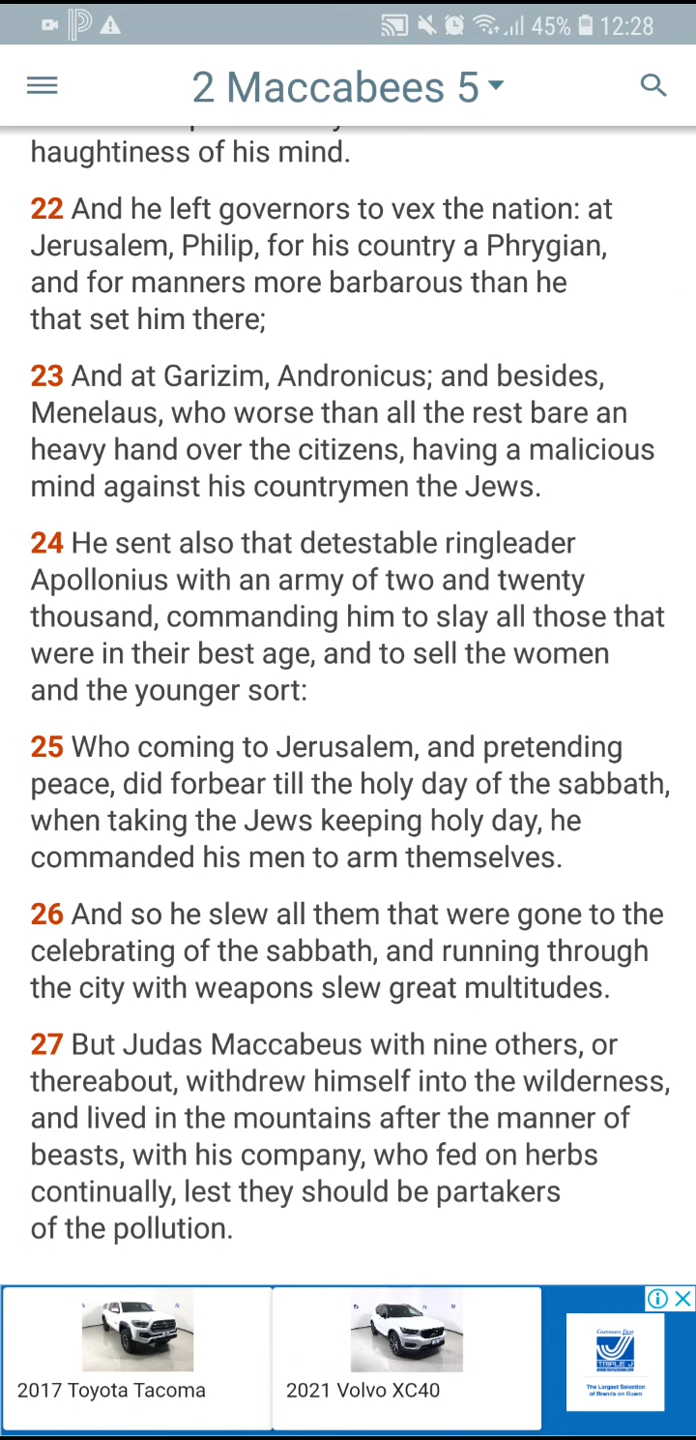 45% 12:28
2 Maccabees 5
haughtiness of his mind.
22 And he left governors to vex the nation: at
Jerusalem, Philip, for his country a Phrygian,
and for manners more barbarous than he
that set him there;
23 And at Garizim, Andronicus; and besides,
Menelaus, who worse than all the rest bare an
heavy hand over the citizens, having a malicious
mind against his countrymen the Jews.
24 He sent also that detestable ringleader
Apollonius with an army of two and twenty
thousand, commanding him to slay all those that
were in their best age, and to sell the women
and the younger sort:
25 Who coming to Jerusalem, and pretending
peace, did forbear till the holy day of the sabbath,
when taking the Jews keeping holy day, he
commanded his men to arm themselves.
26 And so he slew all them that were gone to the
celebrating of the sabbath, and running through
the city with weapons slew great multitudes.
27 But Judas Maccabeus with nine others, or
thereabout, withdrew himself into the wilderness,
and lived in the mountains after the manner of
beasts, with his company, who fed on herbs
continually, lest they should be partakers
of the pollution.
2017 Toyota Tacoma
2021 Volvo XC40
Customers First
TRIPLE J
The Largest Selection
of Brands on Guam